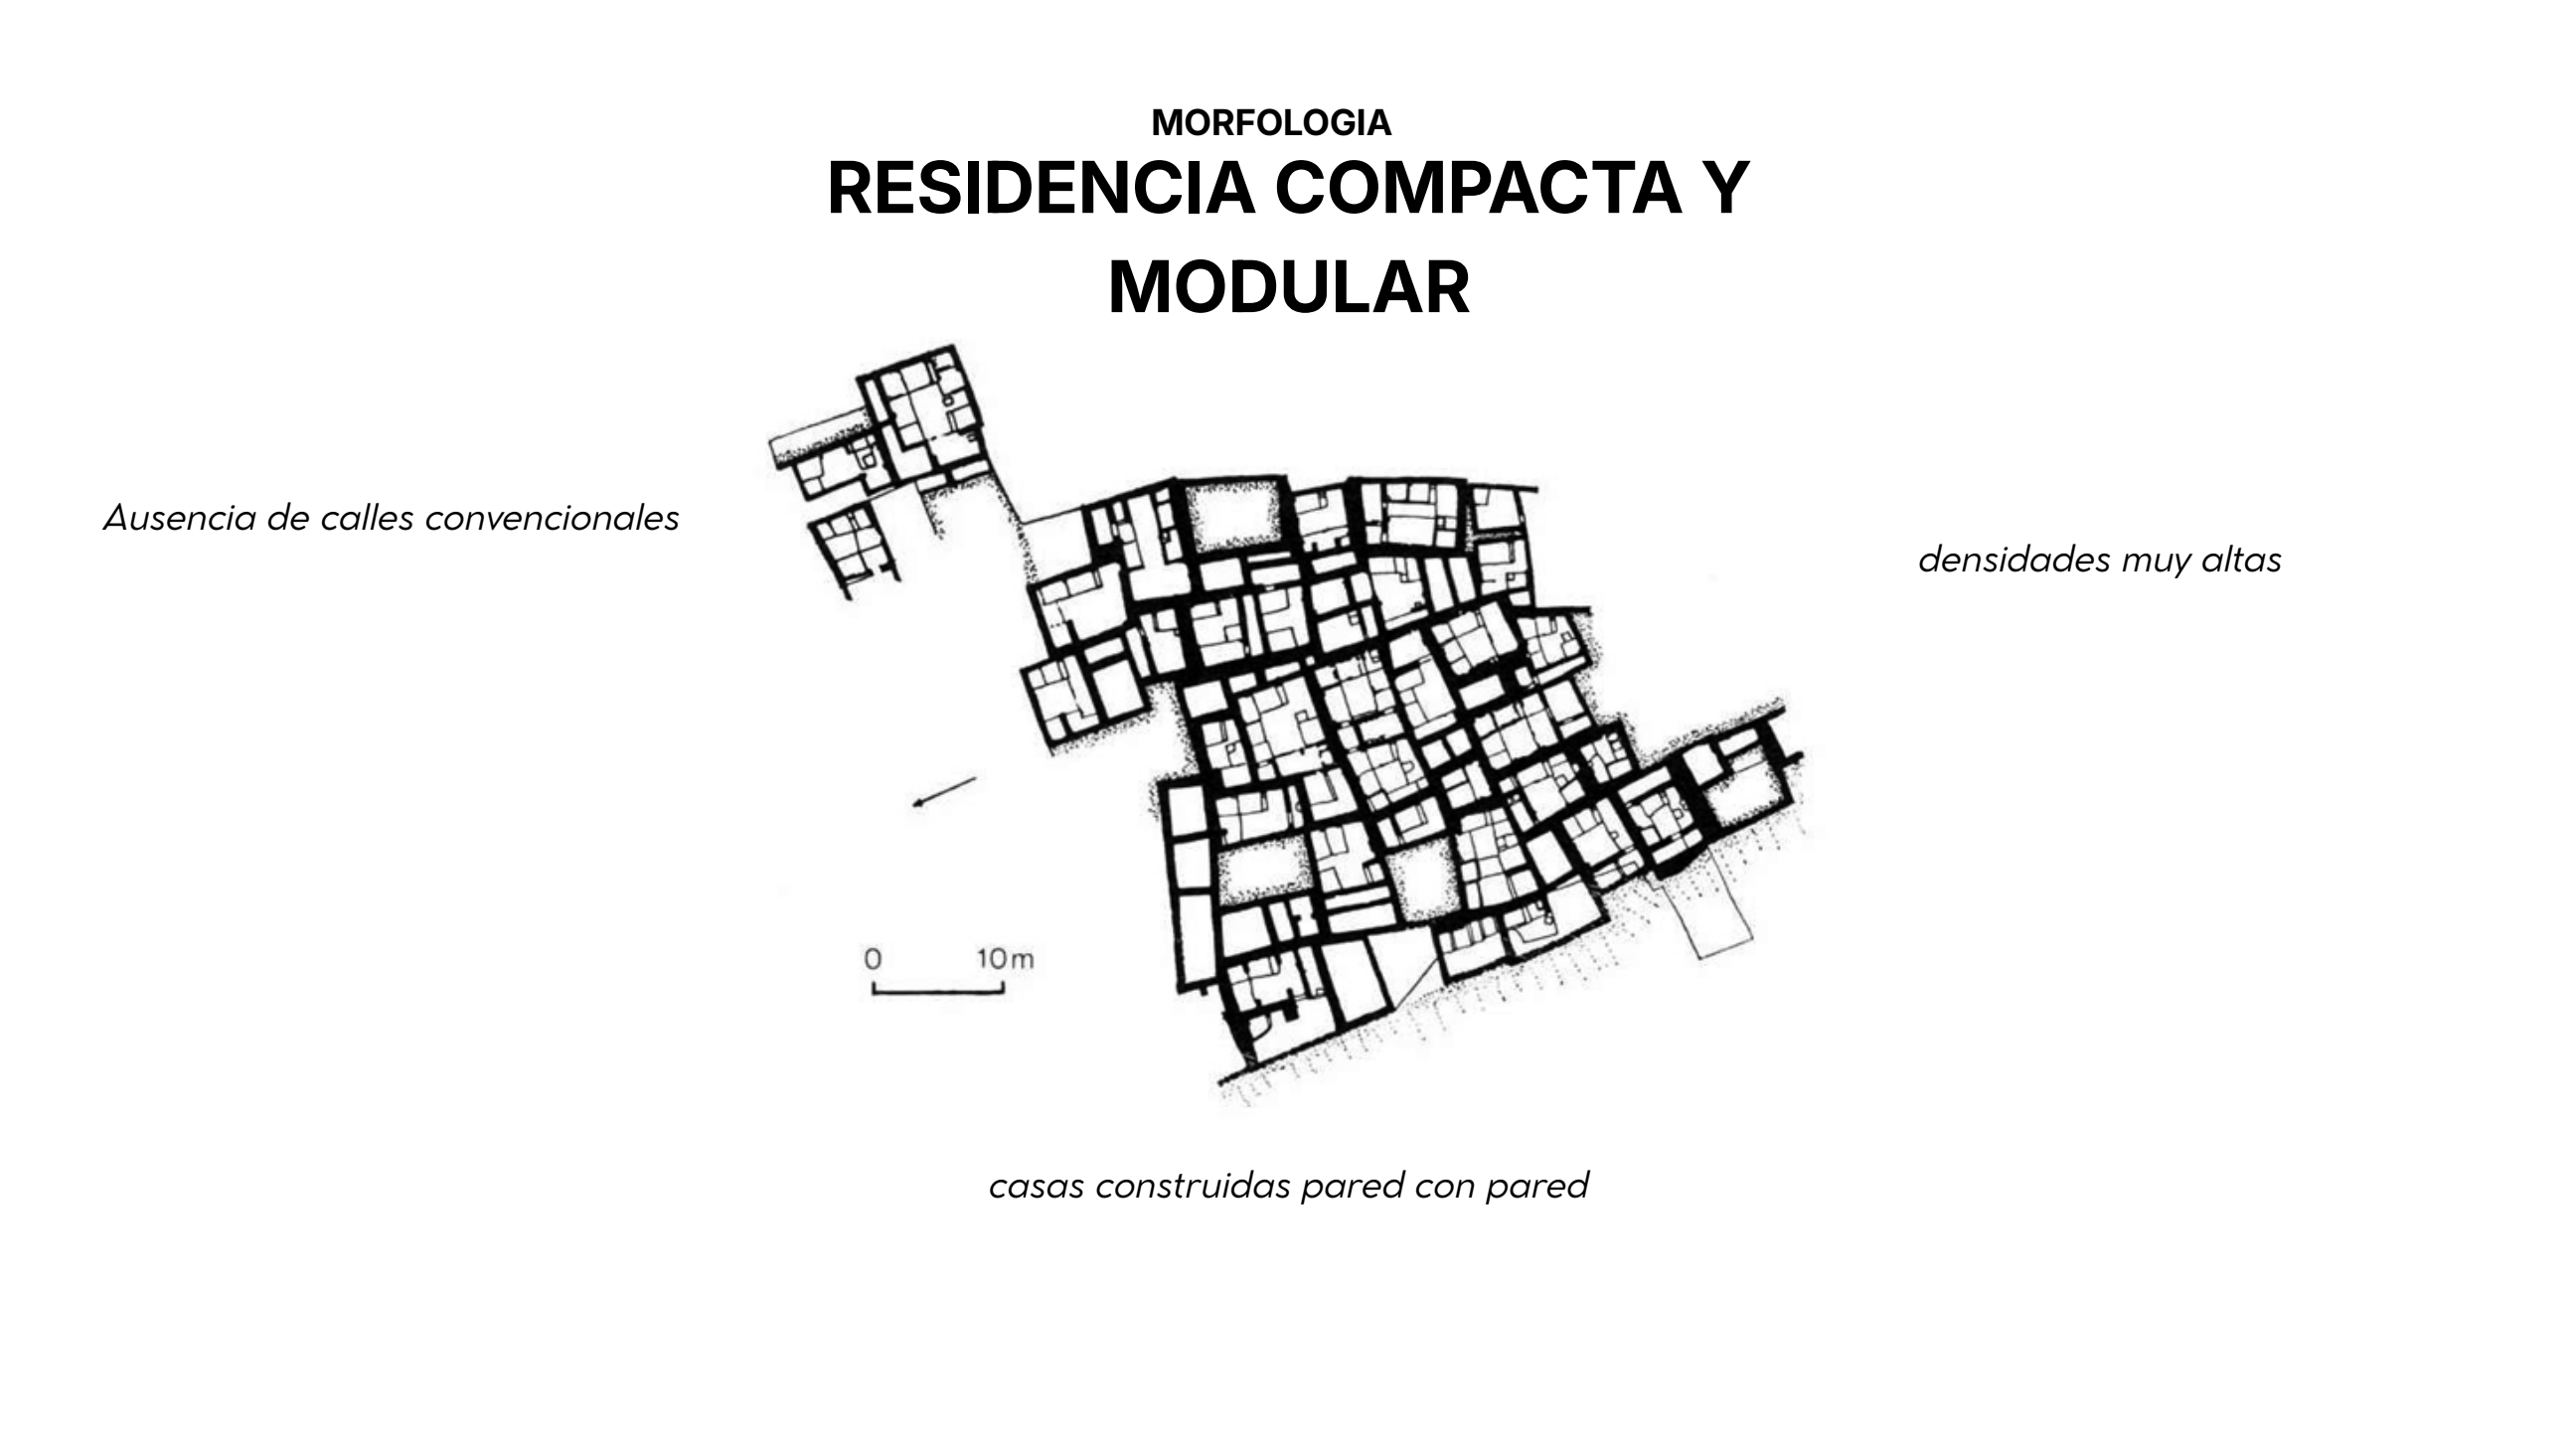 MORFOLOGIA
RESIDENCIA COMPACTA Y
MODULAR
Ausencia de calles convencionales
densidades muy altas
0 10m
casas construidas pared con pared